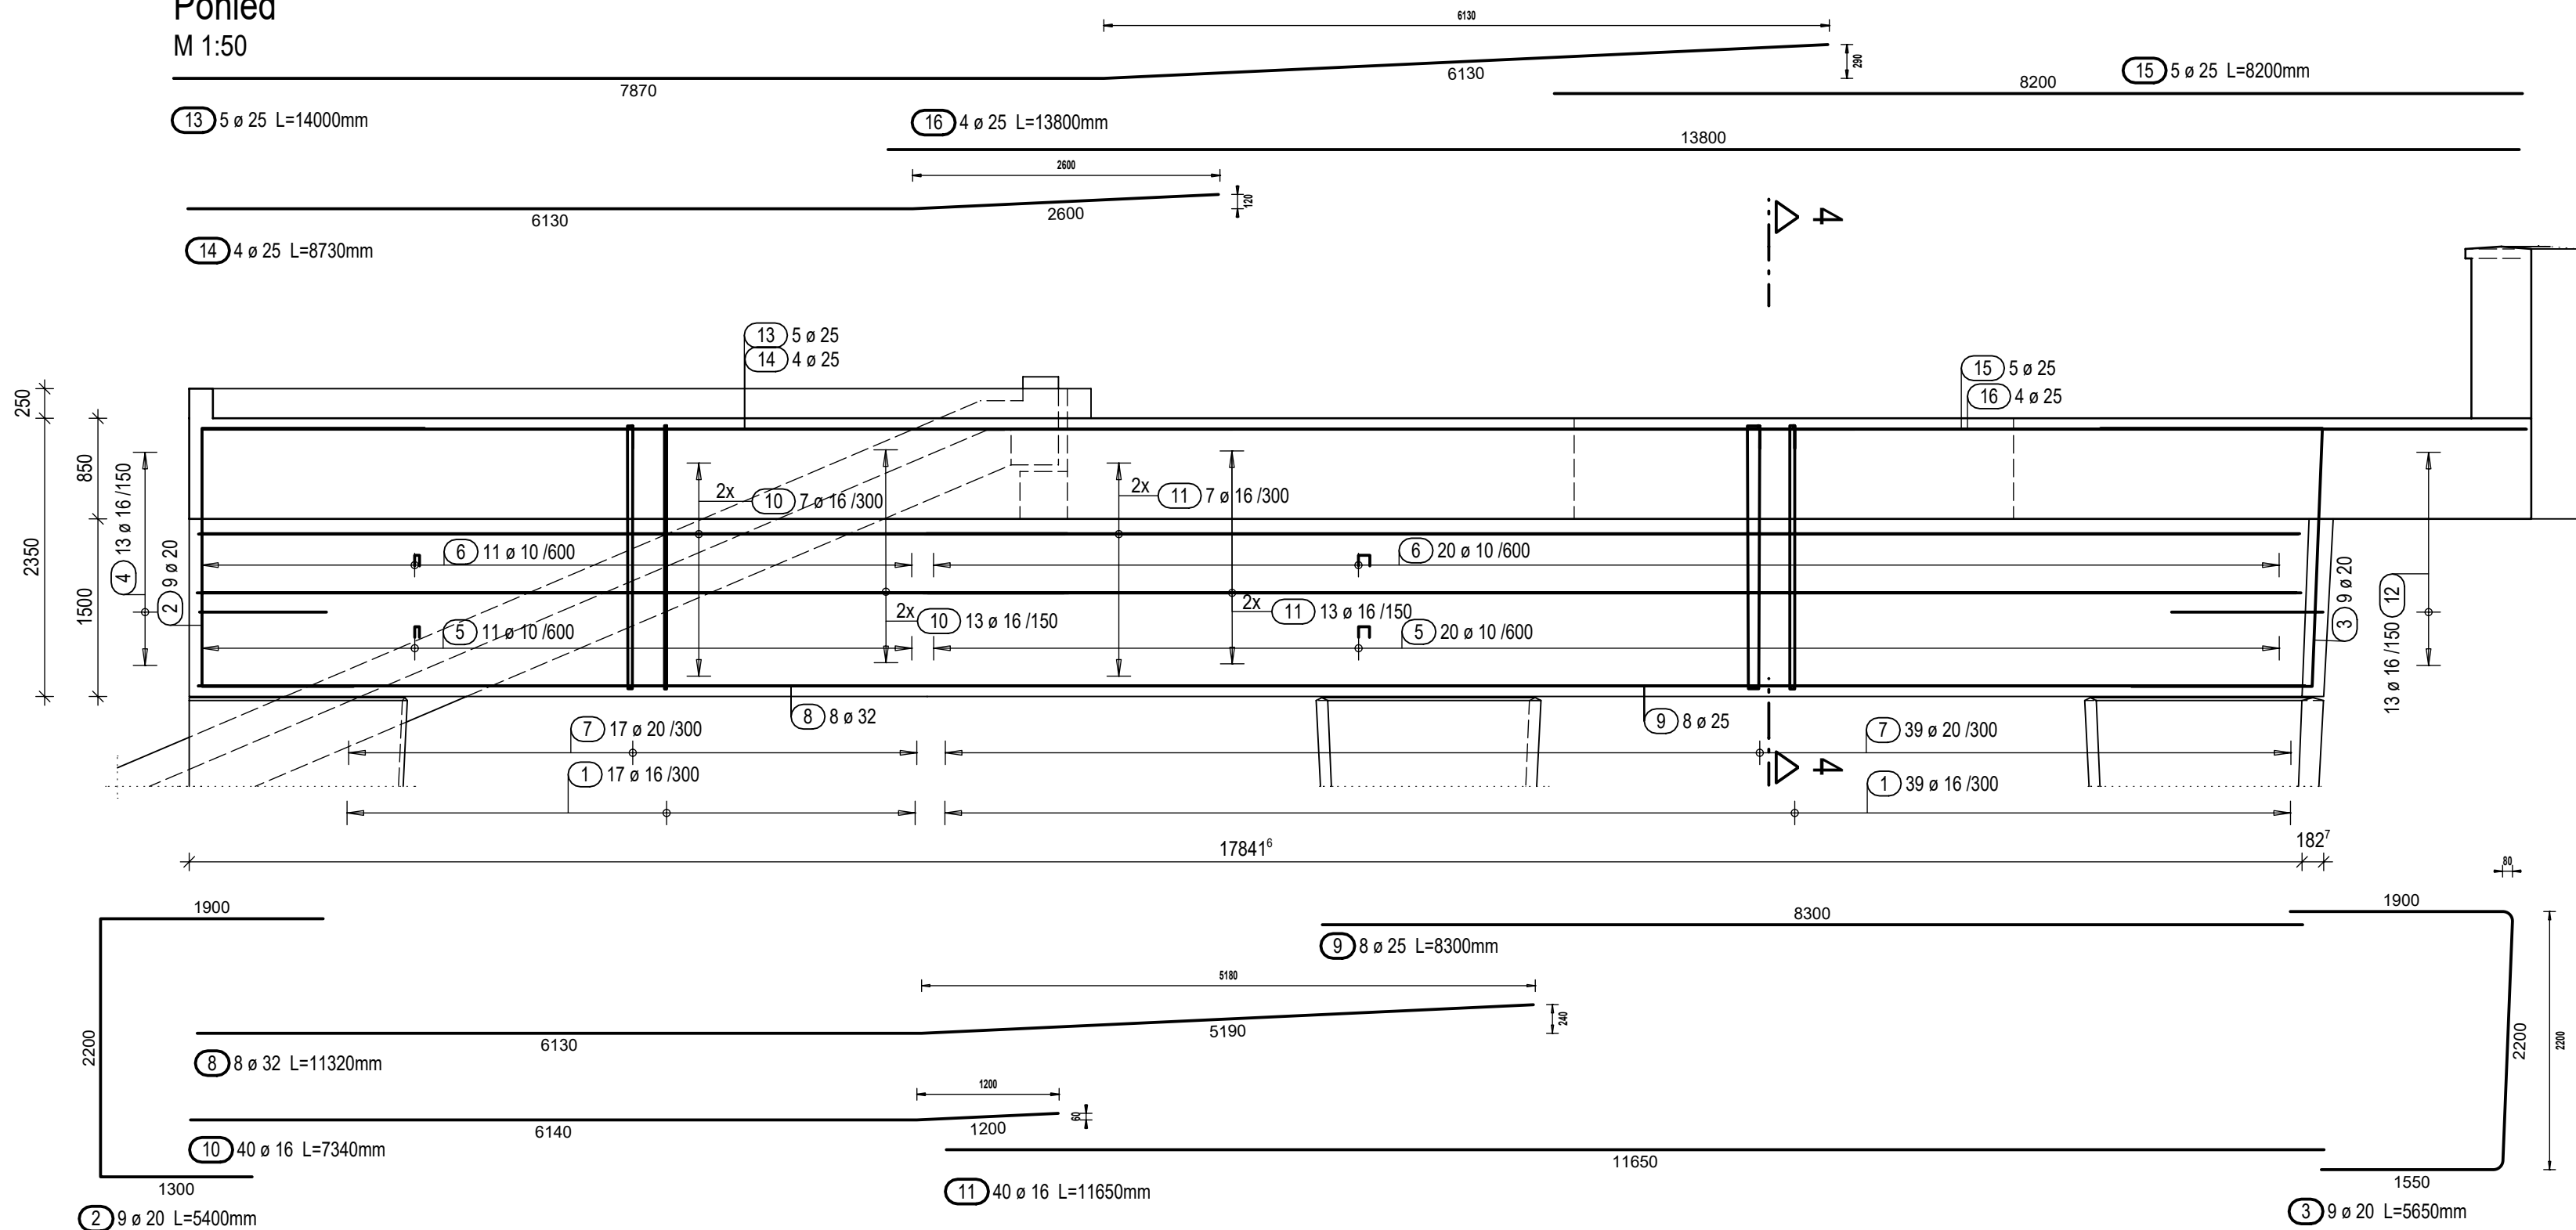 Pohled
M 1:50
6130
290
7870
6130
13 5 ø 25 L=14000mm
15 5 ø 25 L=8200mm
8200
16 4 ø 25 L=13800mm
13800
2600
120
6130
2600
14 4 ø 25 L=8730mm
4
13 5 ø 25
14 4 ø 25
15 5 ø 25
16 4 ø 25
250
850
2350
1500
4 13 ø 16 /150
2 9 ø 20
2x 10 7 ø 16 /300
2x 11 7 ø 16 /300
6 11 ø 10 /600
6 20 ø 10 /600
2x 10 13 ø 16 /150
2x 11 13 ø 16 /150
5 11 ø 10 /600
5 20 ø 10 /600
3 9 ø 20
13 ø 16 /150 12
8 8 ø 32
9 8 ø 25
7 17 ø 20 /300
7 39 ø 20 /300
1 17 ø 16 /300
4
1 39 ø 16 /300
17841⁶
182⁷
80
1900
8300
1900
9 8 ø 25 L=8300mm
5180
240
2200
6130
5190
2200
2200
8 8 ø 32 L=11320mm
1200
60
6140
1200
10 40 ø 16 L=7340mm
11650
1300
1550
11 40 ø 16 L=11650mm
2 9 ø 20 L=5400mm
3 9 ø 20 L=5650mm